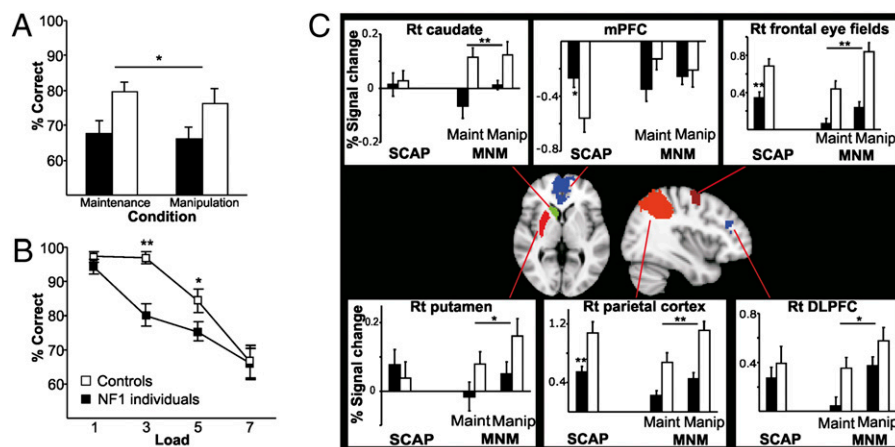 A
% Correct
90
80
70
60
*
Maintenance Manipulation
Condition
B
% Correct
100
90
80
70
60
**
*
Controls
NF1 individuals
1 3 5 7
Load
C
Rt caudate
% Signal change
0.2
0
-0.2
**
Maint Manip
SCAP MNM
mPFC
-0.4
-0.8
*
Maint Manip
SCAP MNM
Rt frontal eye fields
0.8
0.4
**
**
Maint Manip
SCAP MNM
Rt putamen
% Signal change
0.2
0
*
Maint Manip
SCAP MNM
Rt parietal cortex
1.2
0.4
**
**
Maint Manip
SCAP MNM
Rt DLPFC
0.8
0.4
*
Maint Manip
SCAP MNM